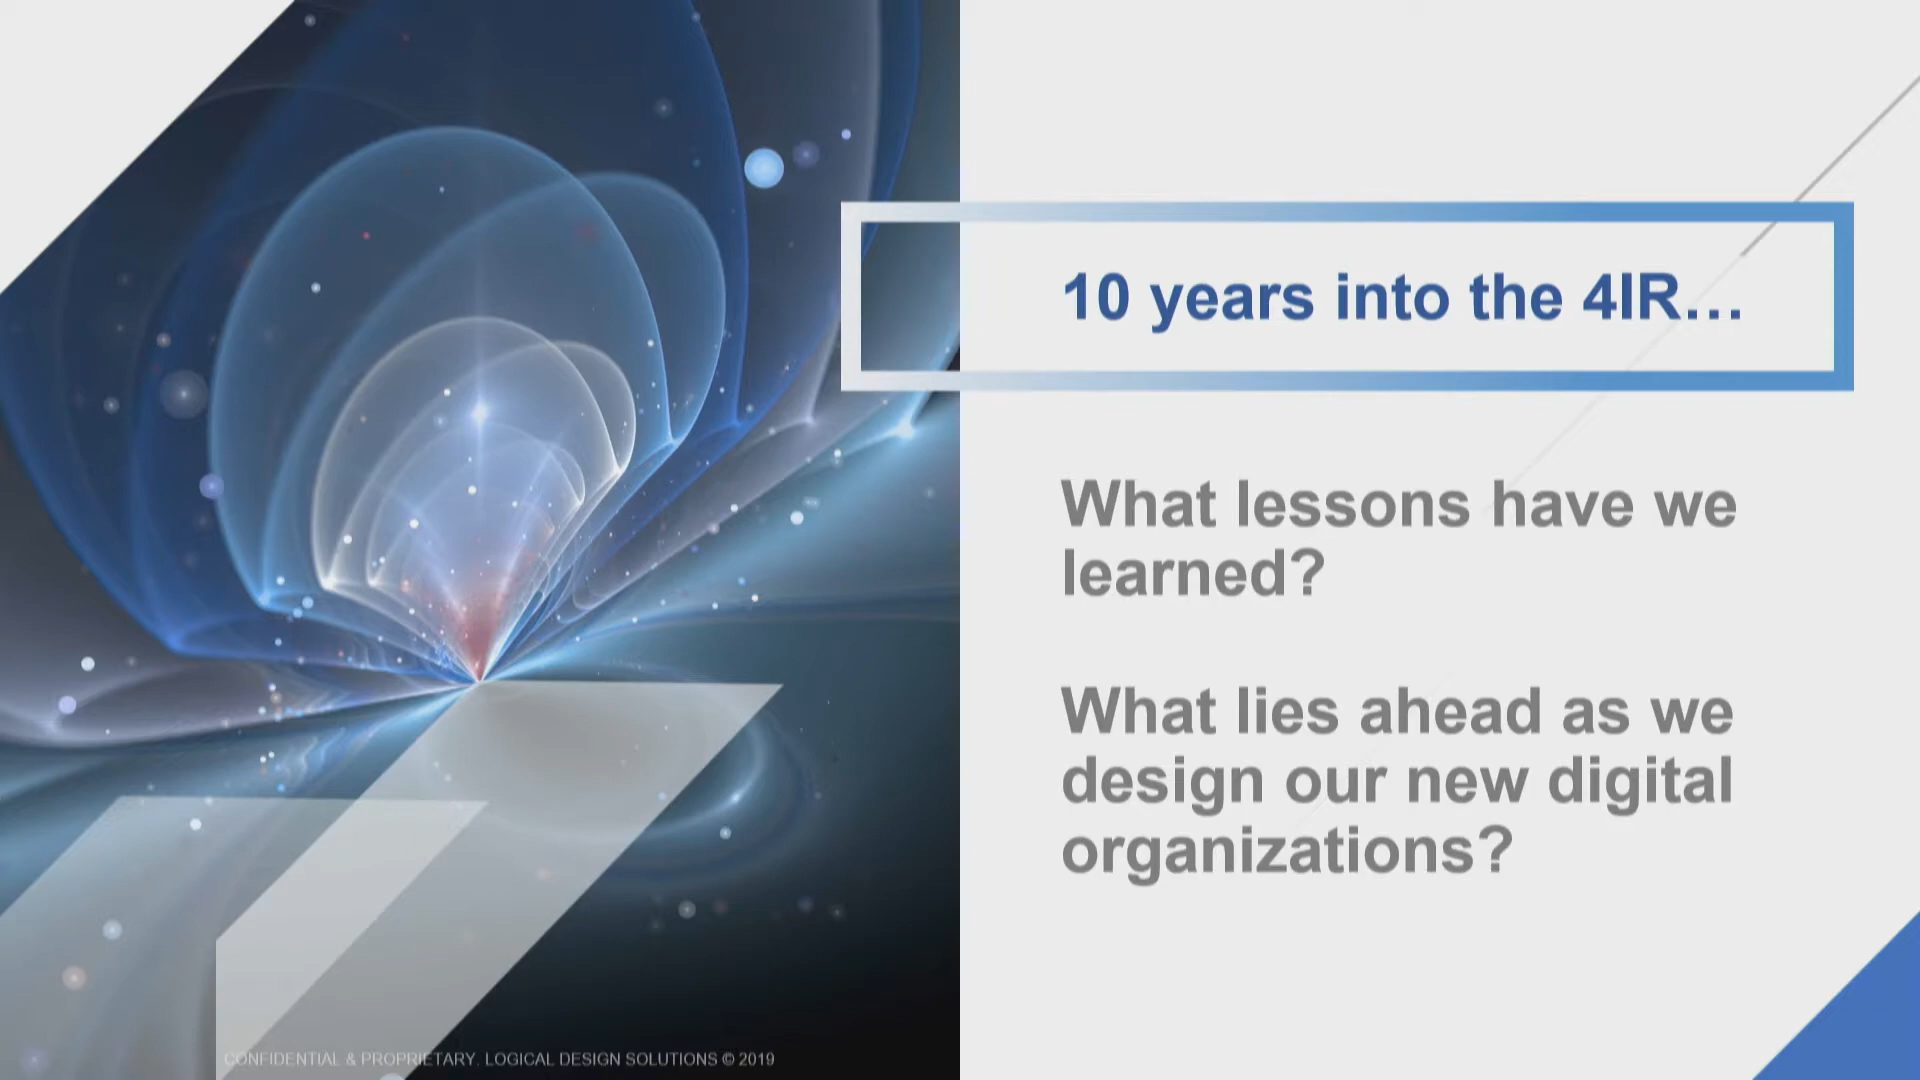 10 years into the 4IR…
What lessons have we
learned?
What lies ahead as we
design our new digital
organizations?
CONFIDENTIAL & PROPRIETARY. LOGICAL DESIGN SOLUTIONS © 2019